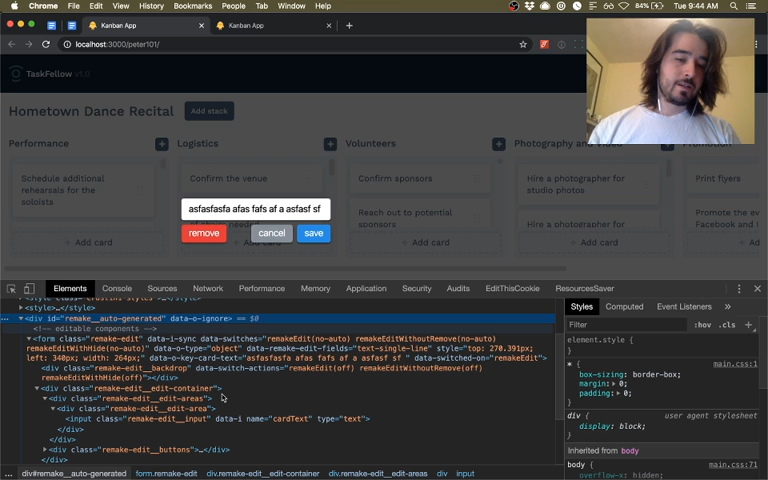 Chrome File Edit View History Bookmarks People Tab Window Help 84% Tue 9:44 AM
Kanban App Kanban App
localhost:3000/peter101/
TaskFellow v1.0
Hometown Dance Recital Add stack
Performance Logistics Volunteers Photography and
Schedule additional rehearsals for the soloists
Confirm the venue
Confirm sponsors
Hire a photographer for studio photos
Print flyers
asfasfasfa afas fafs af a asfasf sf
Reach out to potential sponsors
Hire a photographer for
Promote the
Facebook and
remove cancel save
+ Add card + Add card + Add card + Add card
Elements Console Sources Network Performance Memory Application Security Audits EditThisCookie ResourcesSaver
<style>…</style>
<div id="remake__auto-generated" data-o-ignore> == $0
<!-- editable components -->
<form class="remake-edit" data-i-sync data-switches="remakeEdit(no-auto) remakeEditWithoutRemove(no-auto)
remakeEditWithHide(no-auto)" data-o-type="object" data-remake-edit-fields="text-single-line" style="top: 270.391px;
left: 340px; width: 264px;" data-o-key-card-text="asfasfasfa afas fafs af a asfasf sf " data-switched-on="remakeEdit">
<div class="remake-edit__backdrop" data-switch-actions="remakeEdit(off) remakeEditWithoutRemove(off)
remakeEditWithHide(off)"></div>
<div class="remake-edit__edit-container">
<div class="remake-edit__edit-areas">
<div class="remake-edit__edit-area">
<input class="remake-edit__input" data-i name="cardText" type="text">
</div>
</div>
<div class="remake-edit__buttons">…</div>
</div>
… div#remake__auto-generated form.remake-edit div.remake-edit__edit-container div.remake-edit__edit-areas div input
Styles Computed Event Listeners
Filter :hov .cls +
element.style {
}
* { main.css:1
box-sizing: border-box;
margin: 0;
padding: 0;
}
div { user agent stylesheet
display: block;
}
Inherited from body
body { main.css:71
overflow-x: hidden;